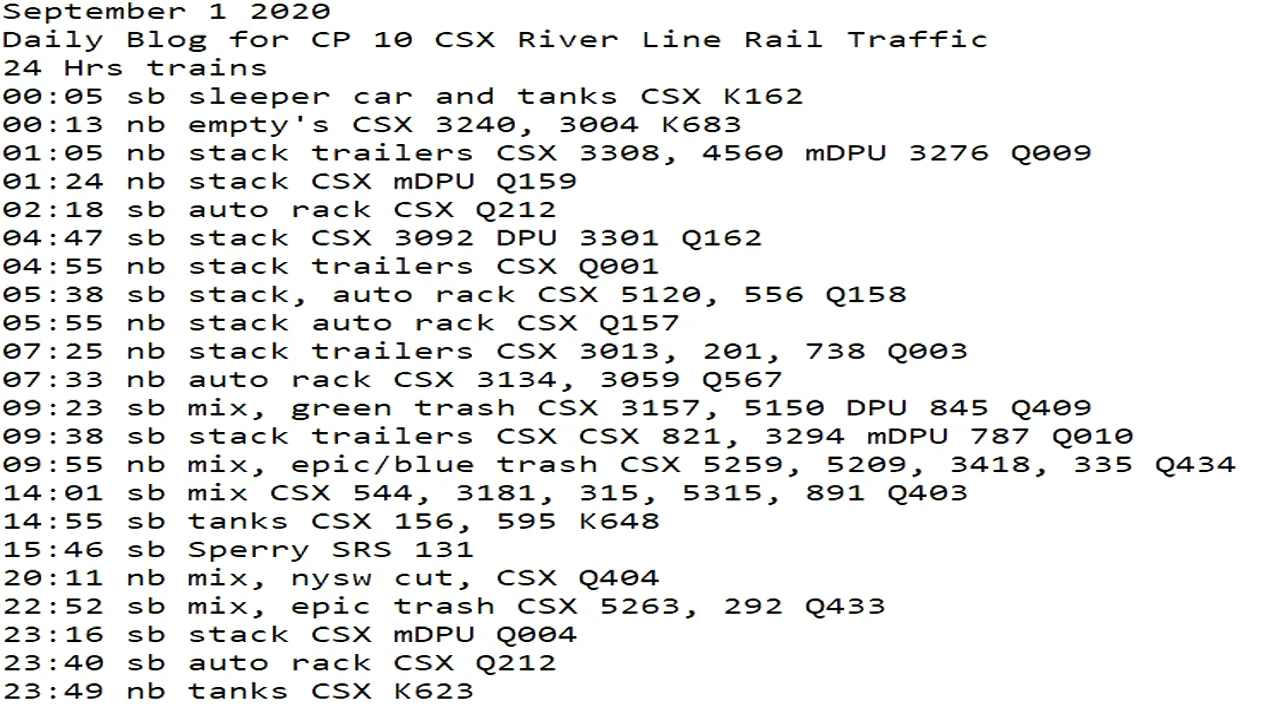 September 1 2020
Daily Blog for CP 10 CSX River Line Rail Traffic
24 Hrs trains
00:05 sb sleeper car and tanks CSX K162
00:13 nb empty's CSX 3240, 3004 K683
01:05 nb stack trailers CSX 3308, 4560 mDPU 3276 Q009
01:24 nb stack CSX mDPU Q159
02:18 sb auto rack CSX Q212
04:47 sb stack CSX 3092 DPU 3301 Q162
04:55 nb stack trailers CSX Q001
05:38 sb stack, auto rack CSX 5120, 556 Q158
05:55 nb stack auto rack CSX Q157
07:25 nb stack trailers CSX 3013, 201, 738 Q003
07:33 nb auto rack CSX 3134, 3059 Q567
09:23 sb mix, green trash CSX 3157, 5150 DPU 845 Q409
09:38 sb stack trailers CSX CSX 821, 3294 mDPU 787 Q010
09:55 nb mix, epic/blue trash CSX 5259, 5209, 3418, 335 Q434
14:01 sb mix CSX 544, 3181, 315, 5315, 891 Q403
14:55 sb tanks CSX 156, 595 K648
15:46 sb Sperry SRS 131
20:11 nb mix, nysw cut, CSX Q404
22:52 sb mix, epic trash CSX 5263, 292 Q433
23:16 sb stack CSX mDPU Q004
23:40 sb auto rack CSX Q212
23:49 nb tanks CSX K623